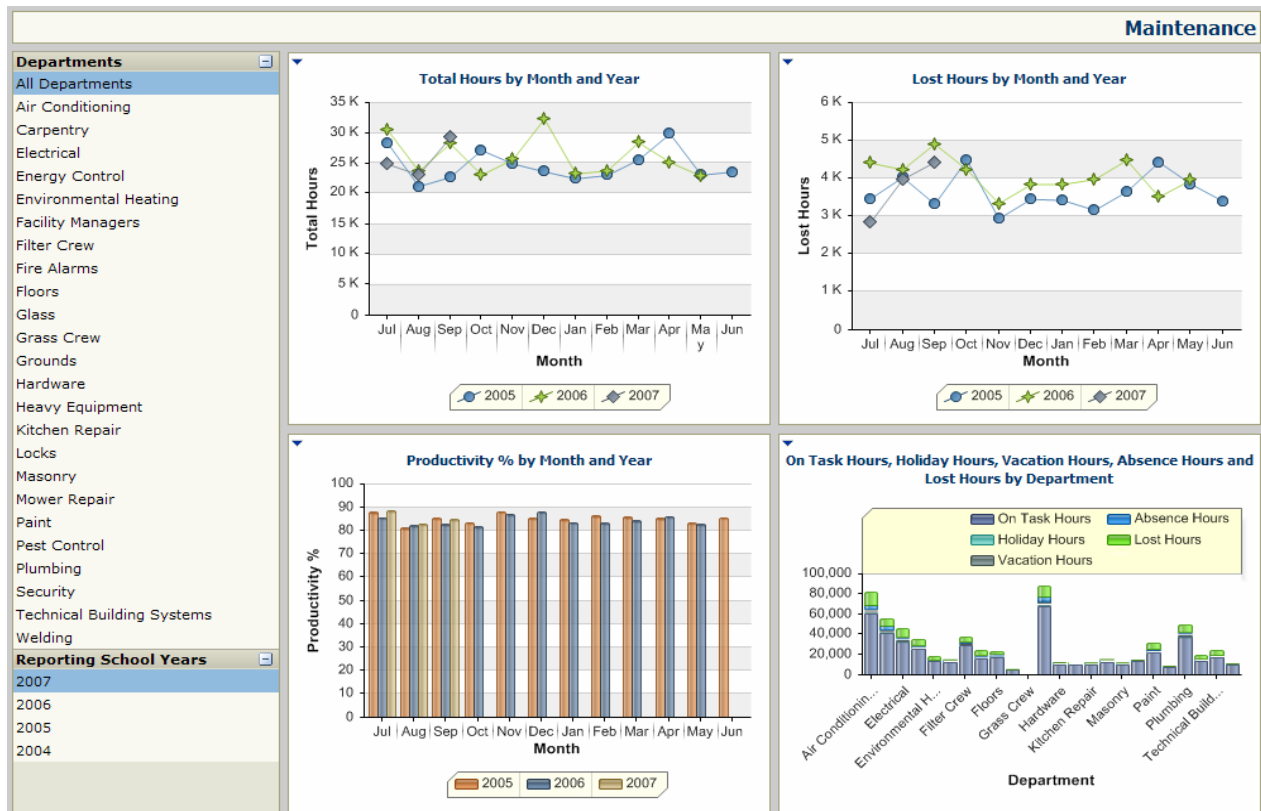 Maintenance
Departments
All Departments
Air Conditioning
Carpentry
Electrical
Energy Control
Environmental Heating
Facility Managers
Filter Crew
Fire Alarms
Floors
Glass
Grass Crew
Grounds
Hardware
Heavy Equipment
Kitchen Repair
Locks
Masonry
Mower Repair
Paint
Pest Control
Plumbing
Security
Technical Building Systems
Welding
Reporting School Years
2007
2006
2005
2004
Total Hours by Month and Year
35 K
30 K
25 K
20 K
15 K
10 K
5 K
0
Total Hours
Jul Aug Sep Oct Nov Dec Jan Feb Mar Apr Ma Jun
y
Month
2005 2006 2007
Lost Hours by Month and Year
6 K
5 K
4 K
3 K
2 K
1 K
0
Lost Hours
Jul Aug Sep Oct Nov Dec Jan Feb Mar Apr May Jun
Month
2005 2006 2007
Productivity % by Month and Year
100
90
80
70
60
50
40
30
20
10
0
Productivity %
Jul Aug Sep Oct Nov Dec Jan Feb Mar Apr May Jun
Month
2005 2006 2007
On Task Hours, Holiday Hours, Vacation Hours, Absence Hours and
Lost Hours by Department
On Task Hours Absence Hours
Holiday Hours Lost Hours
Vacation Hours
100,000
80,000
60,000
40,000
20,000
0
Air Conditionin...
Electrical
Environmental H...
Filter Crew
Floors
Grass Crew
Hardware
Kitchen Repair
Masonry
Paint
Plumbing
Technical Build...
Department